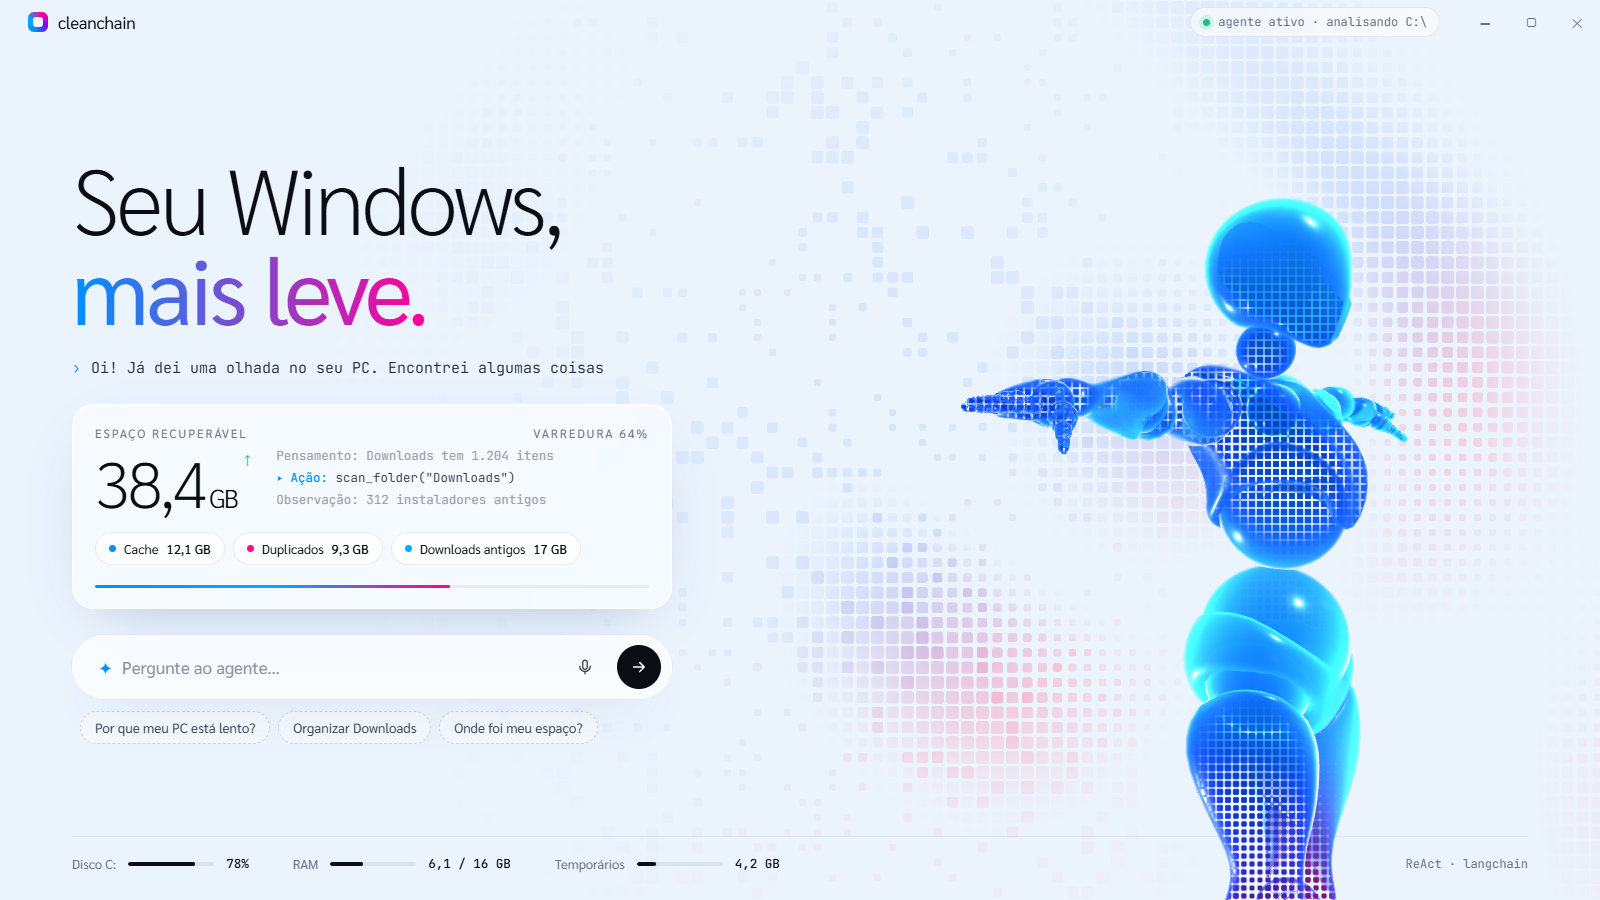 cleanchain
agente ativo · analisando C:\
Seu Windows,
mais leve.
› Oi! Já dei uma olhada no seu PC. Encontrei algumas coisas
ESPAÇO RECUPERÁVEL
VARREDURA 64%
38,4 GB ↑
Pensamento: Downloads tem 1.204 itens
▸ Ação: scan_folder("Downloads")
Observação: 312 instaladores antigos
Cache 12,1 GB
Duplicados 9,3 GB
Downloads antigos 17 GB
Pergunte ao agente...
Por que meu PC está lento?
Organizar Downloads
Onde foi meu espaço?
Disco C: 78%
RAM 6,1 / 16 GB
Temporários 4,2 GB
ReAct · langchain